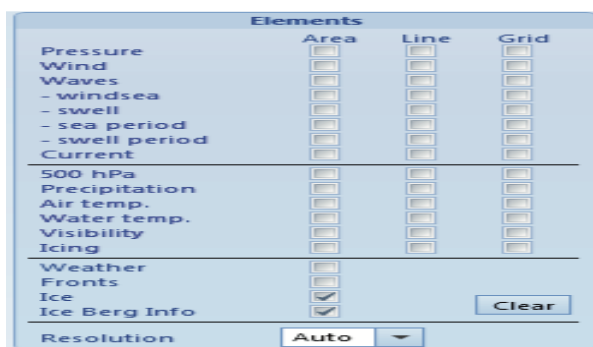 Elements
Area Line Grid
Pressure
Wind
Waves
- windsea
- swell
- sea period
- swell period
Current
500 hPa
Precipitation
Air temp.
Water temp.
Visibility
Icing
Weather
Fronts
Ice
Ice Berg Info
Clear
Resolution Auto